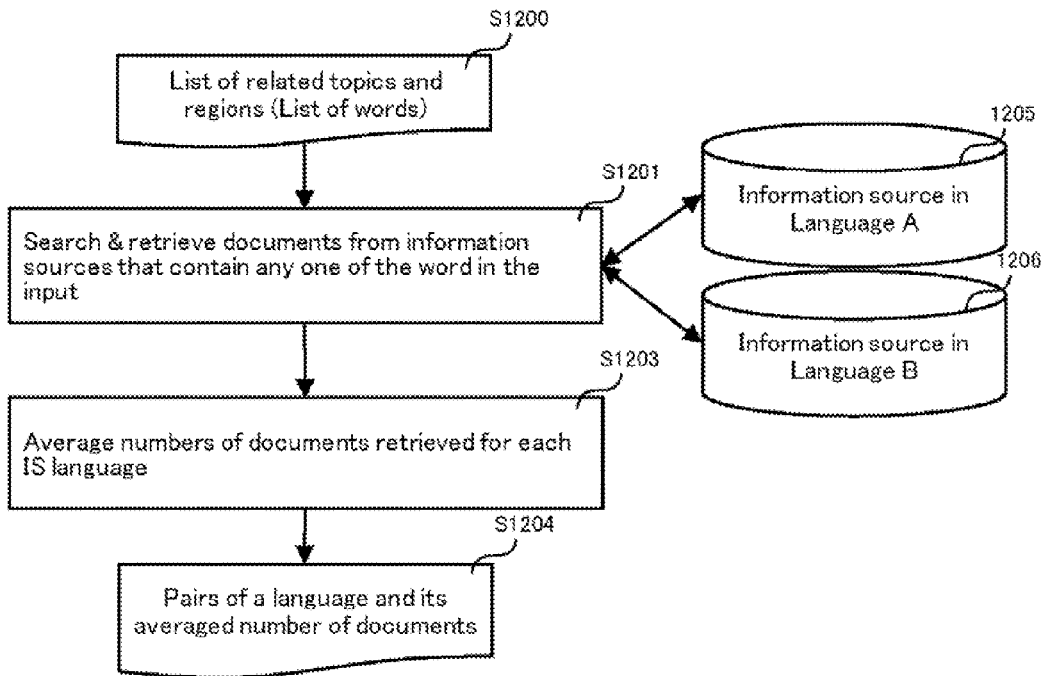 S1200
List of related topics and
regions (List of words)
S1201
Search & retrieve documents from information
sources that contain any one of the word in the
input
1205
Information source in
Language A
1206
Information source in
Language B
S1203
Average numbers of documents retrieved for each
IS language
S1204
Pairs of a language and its
averaged number of documents